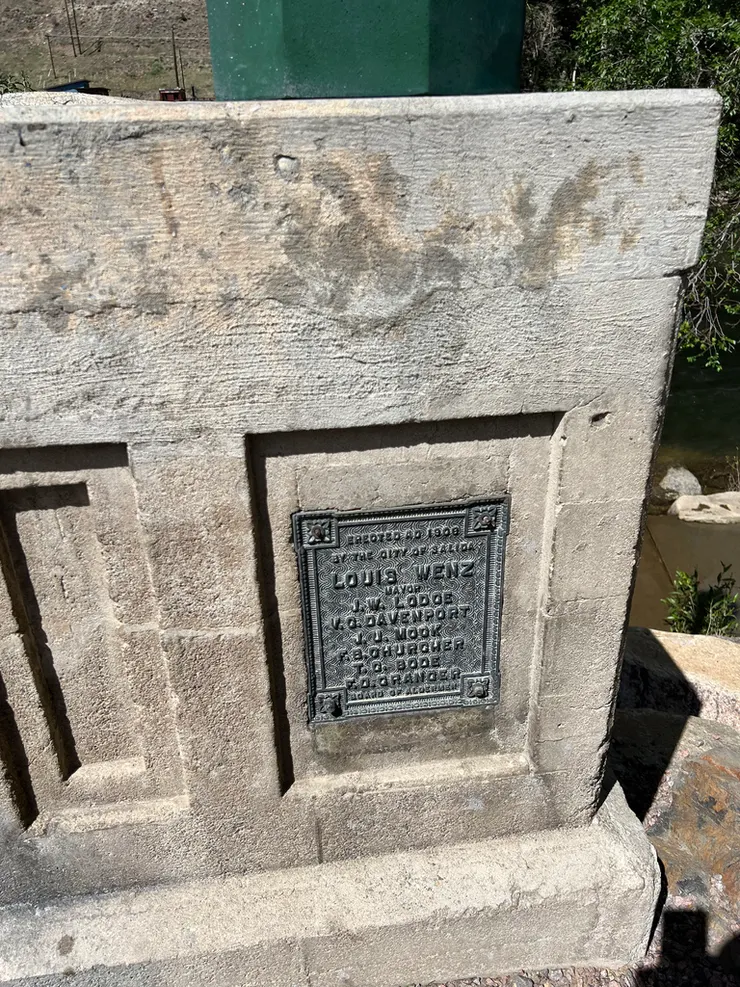 ERECTED AD 1908
BY THE CITY OF SALIDA
LOUIS WENZ
MAYOR
J.W. LODGE
V.C. DAVENPORT
J.U. MOOK
F.B. CHURCHER
T.O. BODE
F.D. GRANGER
BOARD OF ALDERMEN